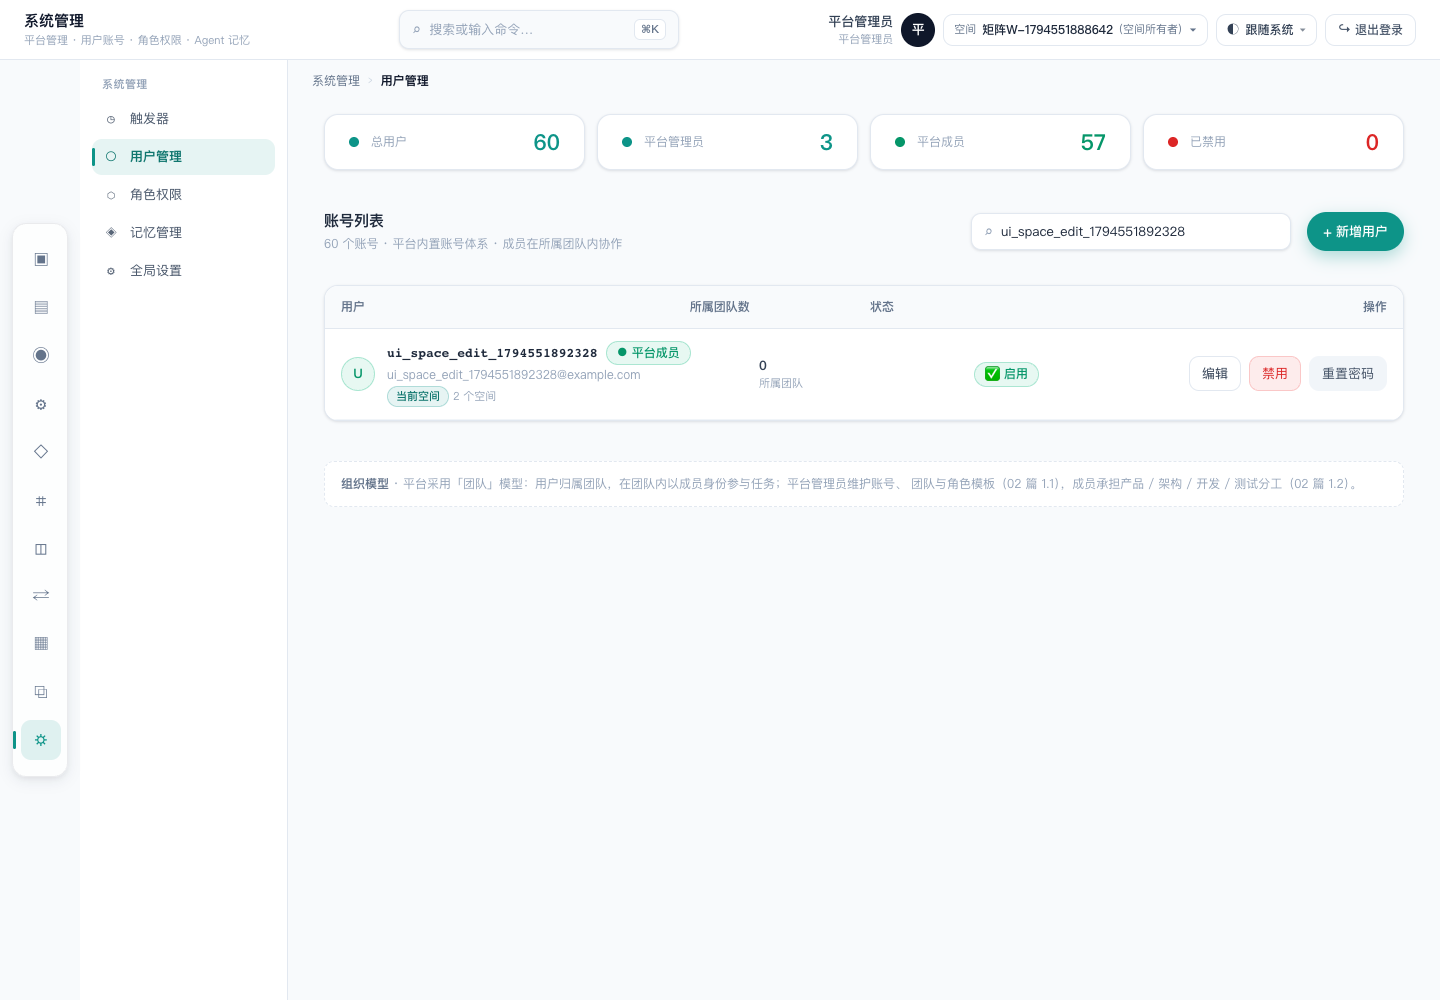 系统管理
平台管理 · 用户账号 · 角色权限 · Agent 记忆
搜索或输入命令… ⌘K
平台管理员
平台管理员
平
空间 矩阵W-1794551888642 (空间所有者)
跟随系统
退出登录
系统管理
触发器
用户管理
角色权限
记忆管理
全局设置
系统管理 › 用户管理
总用户 60
平台管理员 3
平台成员 57
已禁用 0
账号列表
60 个账号 · 平台内置账号体系 · 成员在所属团队内协作
ui_space_edit_1794551892328
+ 新增用户
用户 所属团队数 状态 操作
U
ui_space_edit_1794551892328 平台成员
ui_space_edit_1794551892328@example.com
当前空间 2 个空间
0
所属团队
✅ 启用
编辑 禁用 重置密码
组织模型 · 平台采用「团队」模型：用户归属团队，在团队内以成员身份参与任务；平台管理员维护账号、 团队与角色模板（02 篇 1.1），成员承担产品 / 架构 / 开发 / 测试分工（02 篇 1.2）。